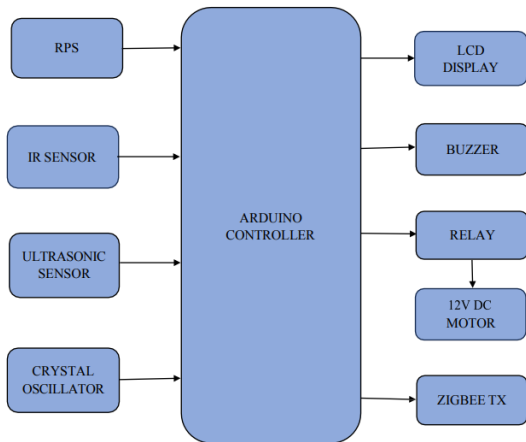 RPS
IR SENSOR
ULTRASONIC
SENSOR
CRYSTAL
OSCILLATOR
ARDUINO
CONTROLLER
LCD
DISPLAY
BUZZER
RELAY
12V DC
MOTOR
ZIGBEE TX